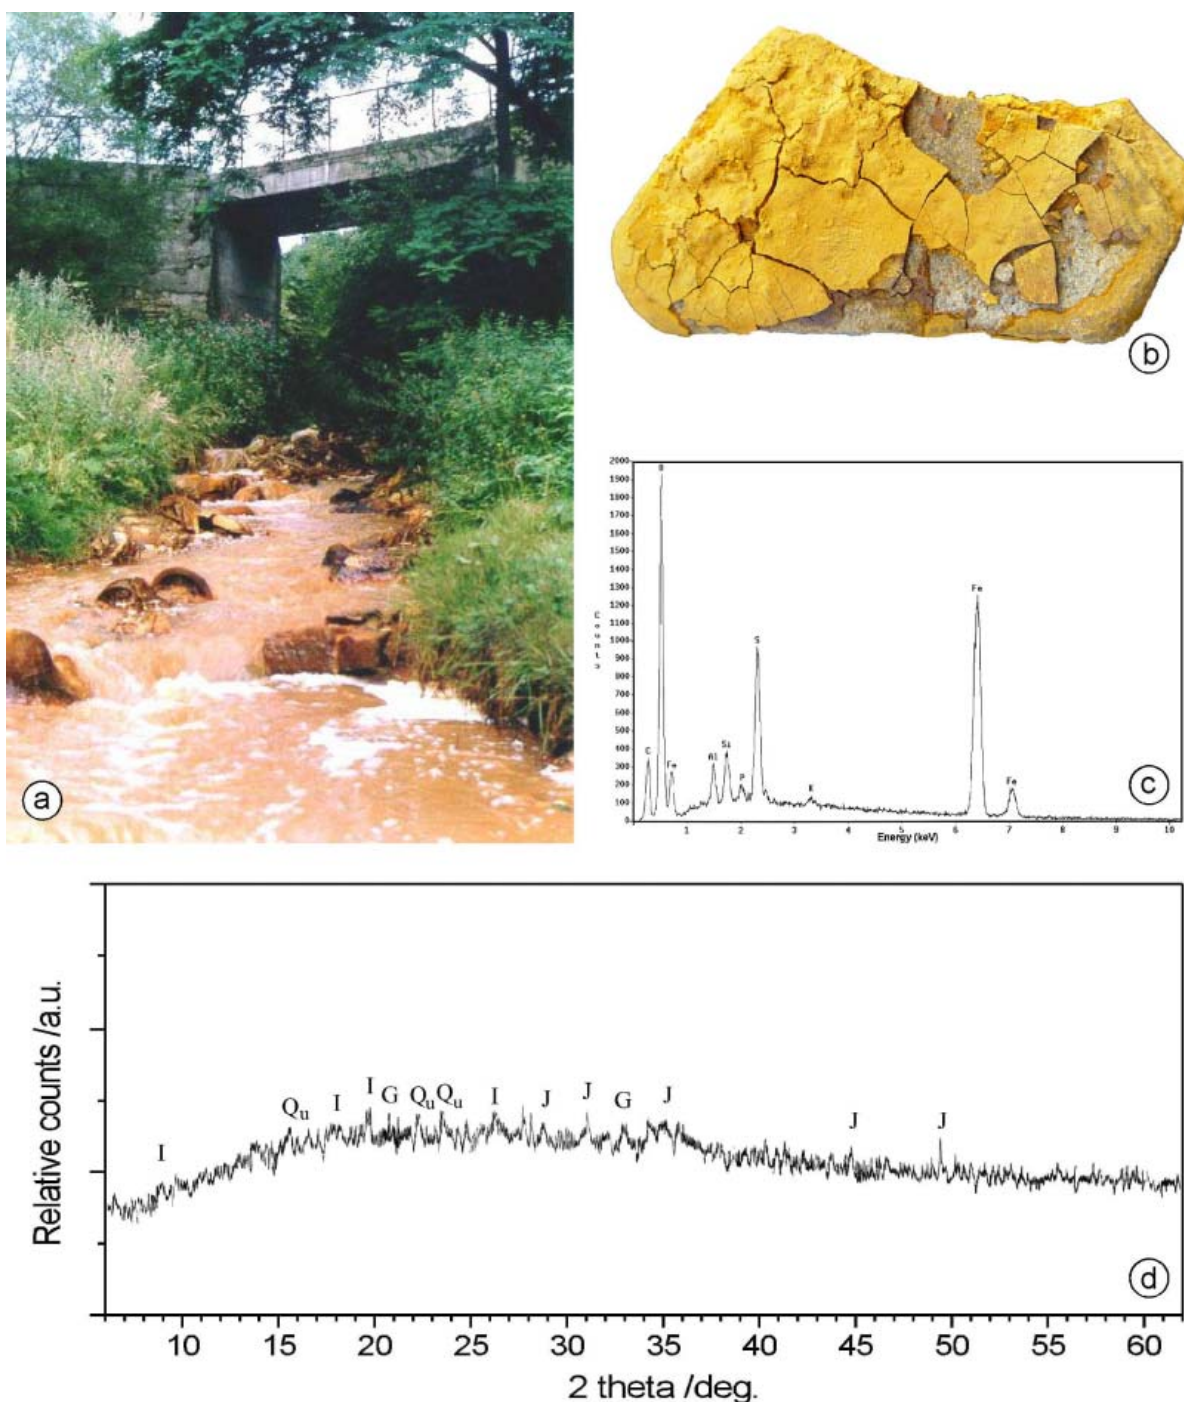 a
b
2000
1900
1800
1700
1600
1500
1400
1300
1200
1100
1000
900
800
700
600
500
400
300
200
100
0
Counts
O
C
Fe
Al
Si
P
S
K
Fe
Fe
1 2 3 4 5 6 7 8 9 10
Energy (keV)
c
Relative counts /a.u.
I
Qu
I
I
G
Qu
Qu
I
J
J
G
J
J
J
d
10 15 20 25 30 35 40 45 50 55 60
2 theta /deg.